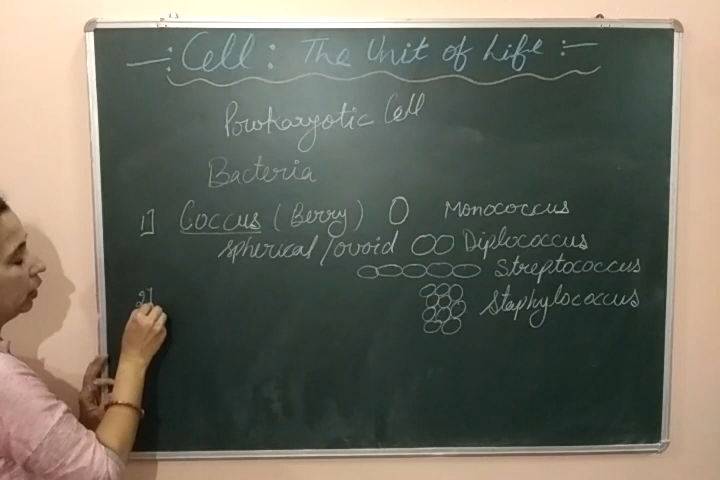 —: Cell : The Unit of Life :—
Prokaryotic Cell
Bacteria
1] Coccus (Berry) Monococcus
spherical / ovoid Diplococcus
Streptococcus
Staphylococcus
2]